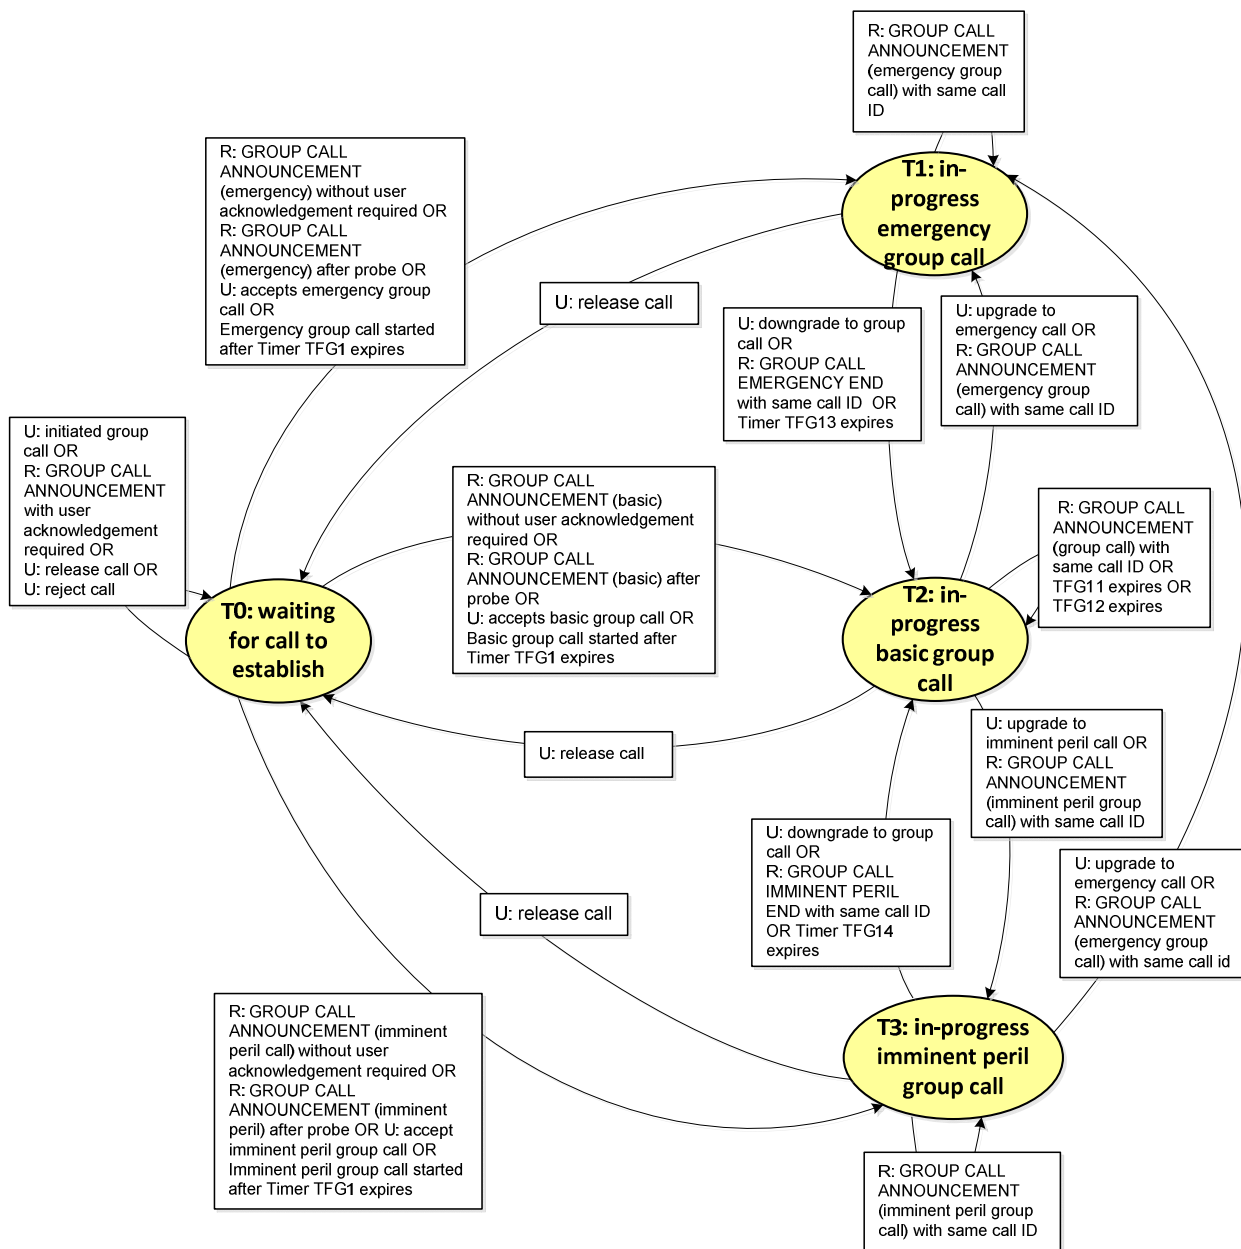 R: GROUP CALL
ANNOUNCEMENT
(emergency group
call) with same call
ID
R: GROUP CALL
ANNOUNCEMENT
(emergency) without user
acknowledgement required OR
R: GROUP CALL
ANNOUNCEMENT
(emergency) after probe OR
U: accepts emergency group
call OR
Emergency group call started
after Timer TFG1 expires
T1: in-
progress
emergency
group call
U: release call
U: downgrade to group
call OR
R: GROUP CALL
EMERGENCY END
with same call ID  OR
Timer TFG13 expires
U: upgrade to
emergency call OR
R: GROUP CALL
ANNOUNCEMENT
(emergency group
call) with same call ID
U: initiated group
call OR
R: GROUP CALL
ANNOUNCEMENT
with user
acknowledgement
required OR
U: release call OR
U: reject call
R: GROUP CALL
ANNOUNCEMENT (basic)
without user acknowledgement
required OR
R: GROUP CALL
ANNOUNCEMENT (basic) after
probe OR
U: accepts basic group call OR
Basic group call started after
Timer TFG1 expires
R: GROUP CALL
ANNOUNCEMENT
(group call) with
same call ID OR
TFG11 expires OR
TFG12 expires
T0: waiting
for call to
establish
T2: in-
progress
basic group
call
U: release call
U: upgrade to
imminent peril call OR
R: GROUP CALL
ANNOUNCEMENT
(imminent peril group
call) with same call ID
U: downgrade to group
call OR
R: GROUP CALL
IMMINENT PERIL
END with same call ID
OR Timer TFG14
expires
U: upgrade to
emergency call OR
R: GROUP CALL
ANNOUNCEMENT
(emergency group
call) with same call id
U: release call
R: GROUP CALL
ANNOUNCEMENT (imminent
peril call) without user
acknowledgement required OR
R: GROUP CALL
ANNOUNCEMENT (imminent
peril) after probe OR U: accept
imminent peril group call OR
Imminent peril group call started
after Timer TFG1 expires
T3: in-progress
imminent peril
group call
R: GROUP CALL
ANNOUNCEMENT
(imminent peril group
call) with same call ID